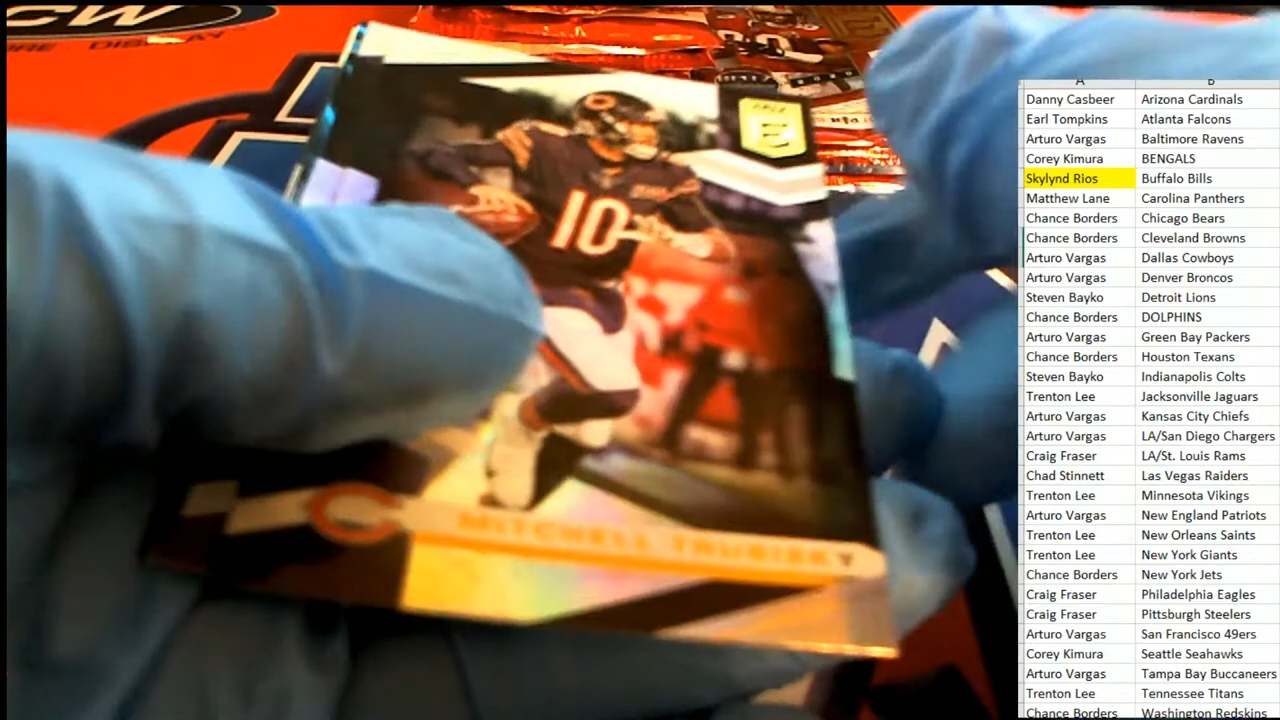 CW
DISPLAY
10
MITCHELL TRUBISKY
A B
Danny Casbeer Arizona Cardinals
Earl Tompkins Atlanta Falcons
Arturo Vargas Baltimore Ravens
Corey Kimura BENGALS
Skylynd Rios Buffalo Bills
Matthew Lane Carolina Panthers
Chance Borders Chicago Bears
Chance Borders Cleveland Browns
Arturo Vargas Dallas Cowboys
Arturo Vargas Denver Broncos
Steven Bayko Detroit Lions
Chance Borders DOLPHINS
Arturo Vargas Green Bay Packers
Chance Borders Houston Texans
Steven Bayko Indianapolis Colts
Trenton Lee Jacksonville Jaguars
Arturo Vargas Kansas City Chiefs
Arturo Vargas LA/San Diego Chargers
Craig Fraser LA/St. Louis Rams
Chad Stinnett Las Vegas Raiders
Trenton Lee Minnesota Vikings
Arturo Vargas New England Patriots
Trenton Lee New Orleans Saints
Trenton Lee New York Giants
Chance Borders New York Jets
Craig Fraser Philadelphia Eagles
Craig Fraser Pittsburgh Steelers
Arturo Vargas San Francisco 49ers
Corey Kimura Seattle Seahawks
Arturo Vargas Tampa Bay Buccaneers
Trenton Lee Tennessee Titans
Chance Borders Washington Redskins